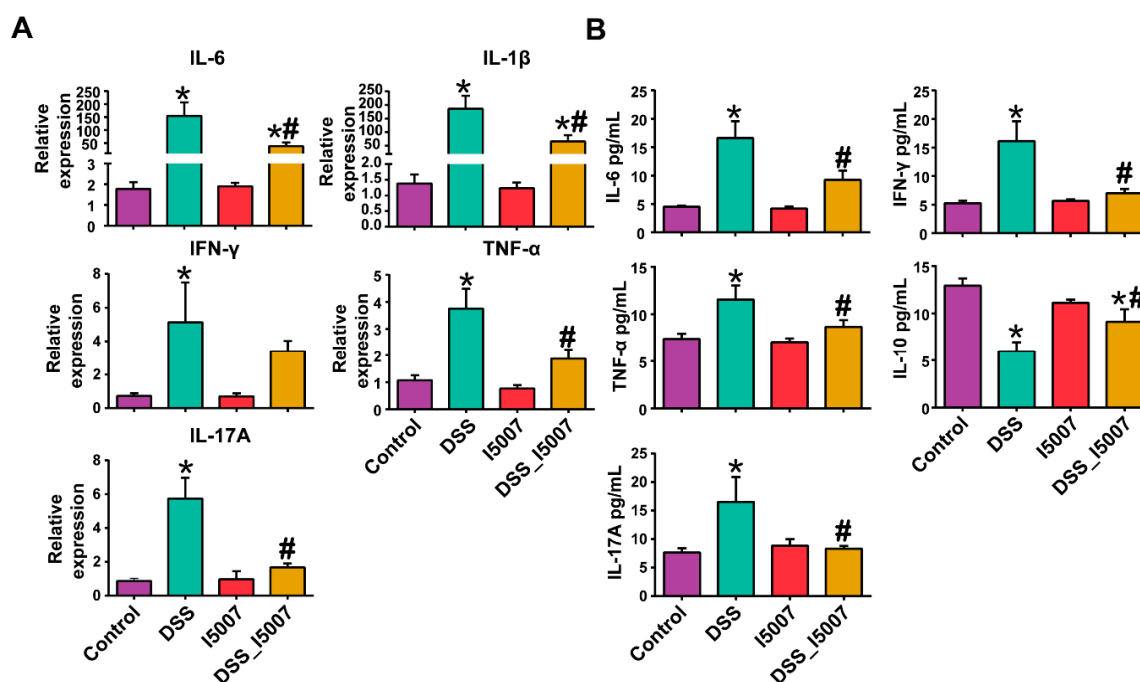 A
IL-6
Relative
expression
250
200
150
100
50
3
2
1
0
*
*#
IL-1β
Relative
expression
250
200
150
100
50
2.0
1.5
1.0
0.5
0.0
*
*#
IFN-γ
Relative
expression
8
6
4
2
0
*
TNF-α
Relative
expression
5
4
3
2
1
0
*
#
Control
DSS
I5007
DSS_I5007
IL-17A
Relative
expression
8
6
4
2
0
*
#
Control
DSS
I5007
DSS_I5007
B
IL-6 pg/mL
25
20
15
10
5
0
*
#
IFN-γ pg/mL
25
20
15
10
5
0
*
#
TNF-α pg/mL
15
10
5
0
*
#
IL-10 pg/mL
15
10
5
0
*
*#
Control
DSS
I5007
DSS_I5007
IL-17A pg/mL
25
20
15
10
5
0
*
#
Control
DSS
I5007
DSS_I5007